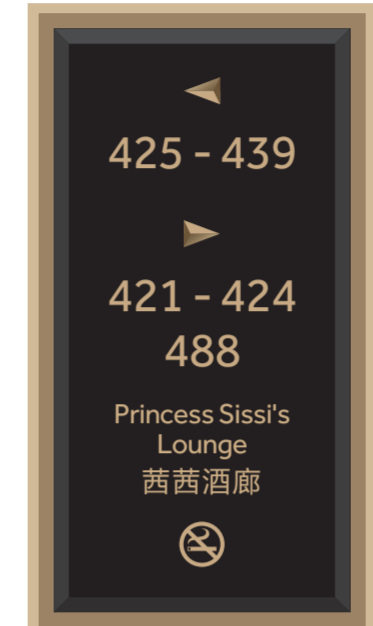 425 - 439
421 - 424
488
Princess Sissi's
Lounge
茜茜酒廊